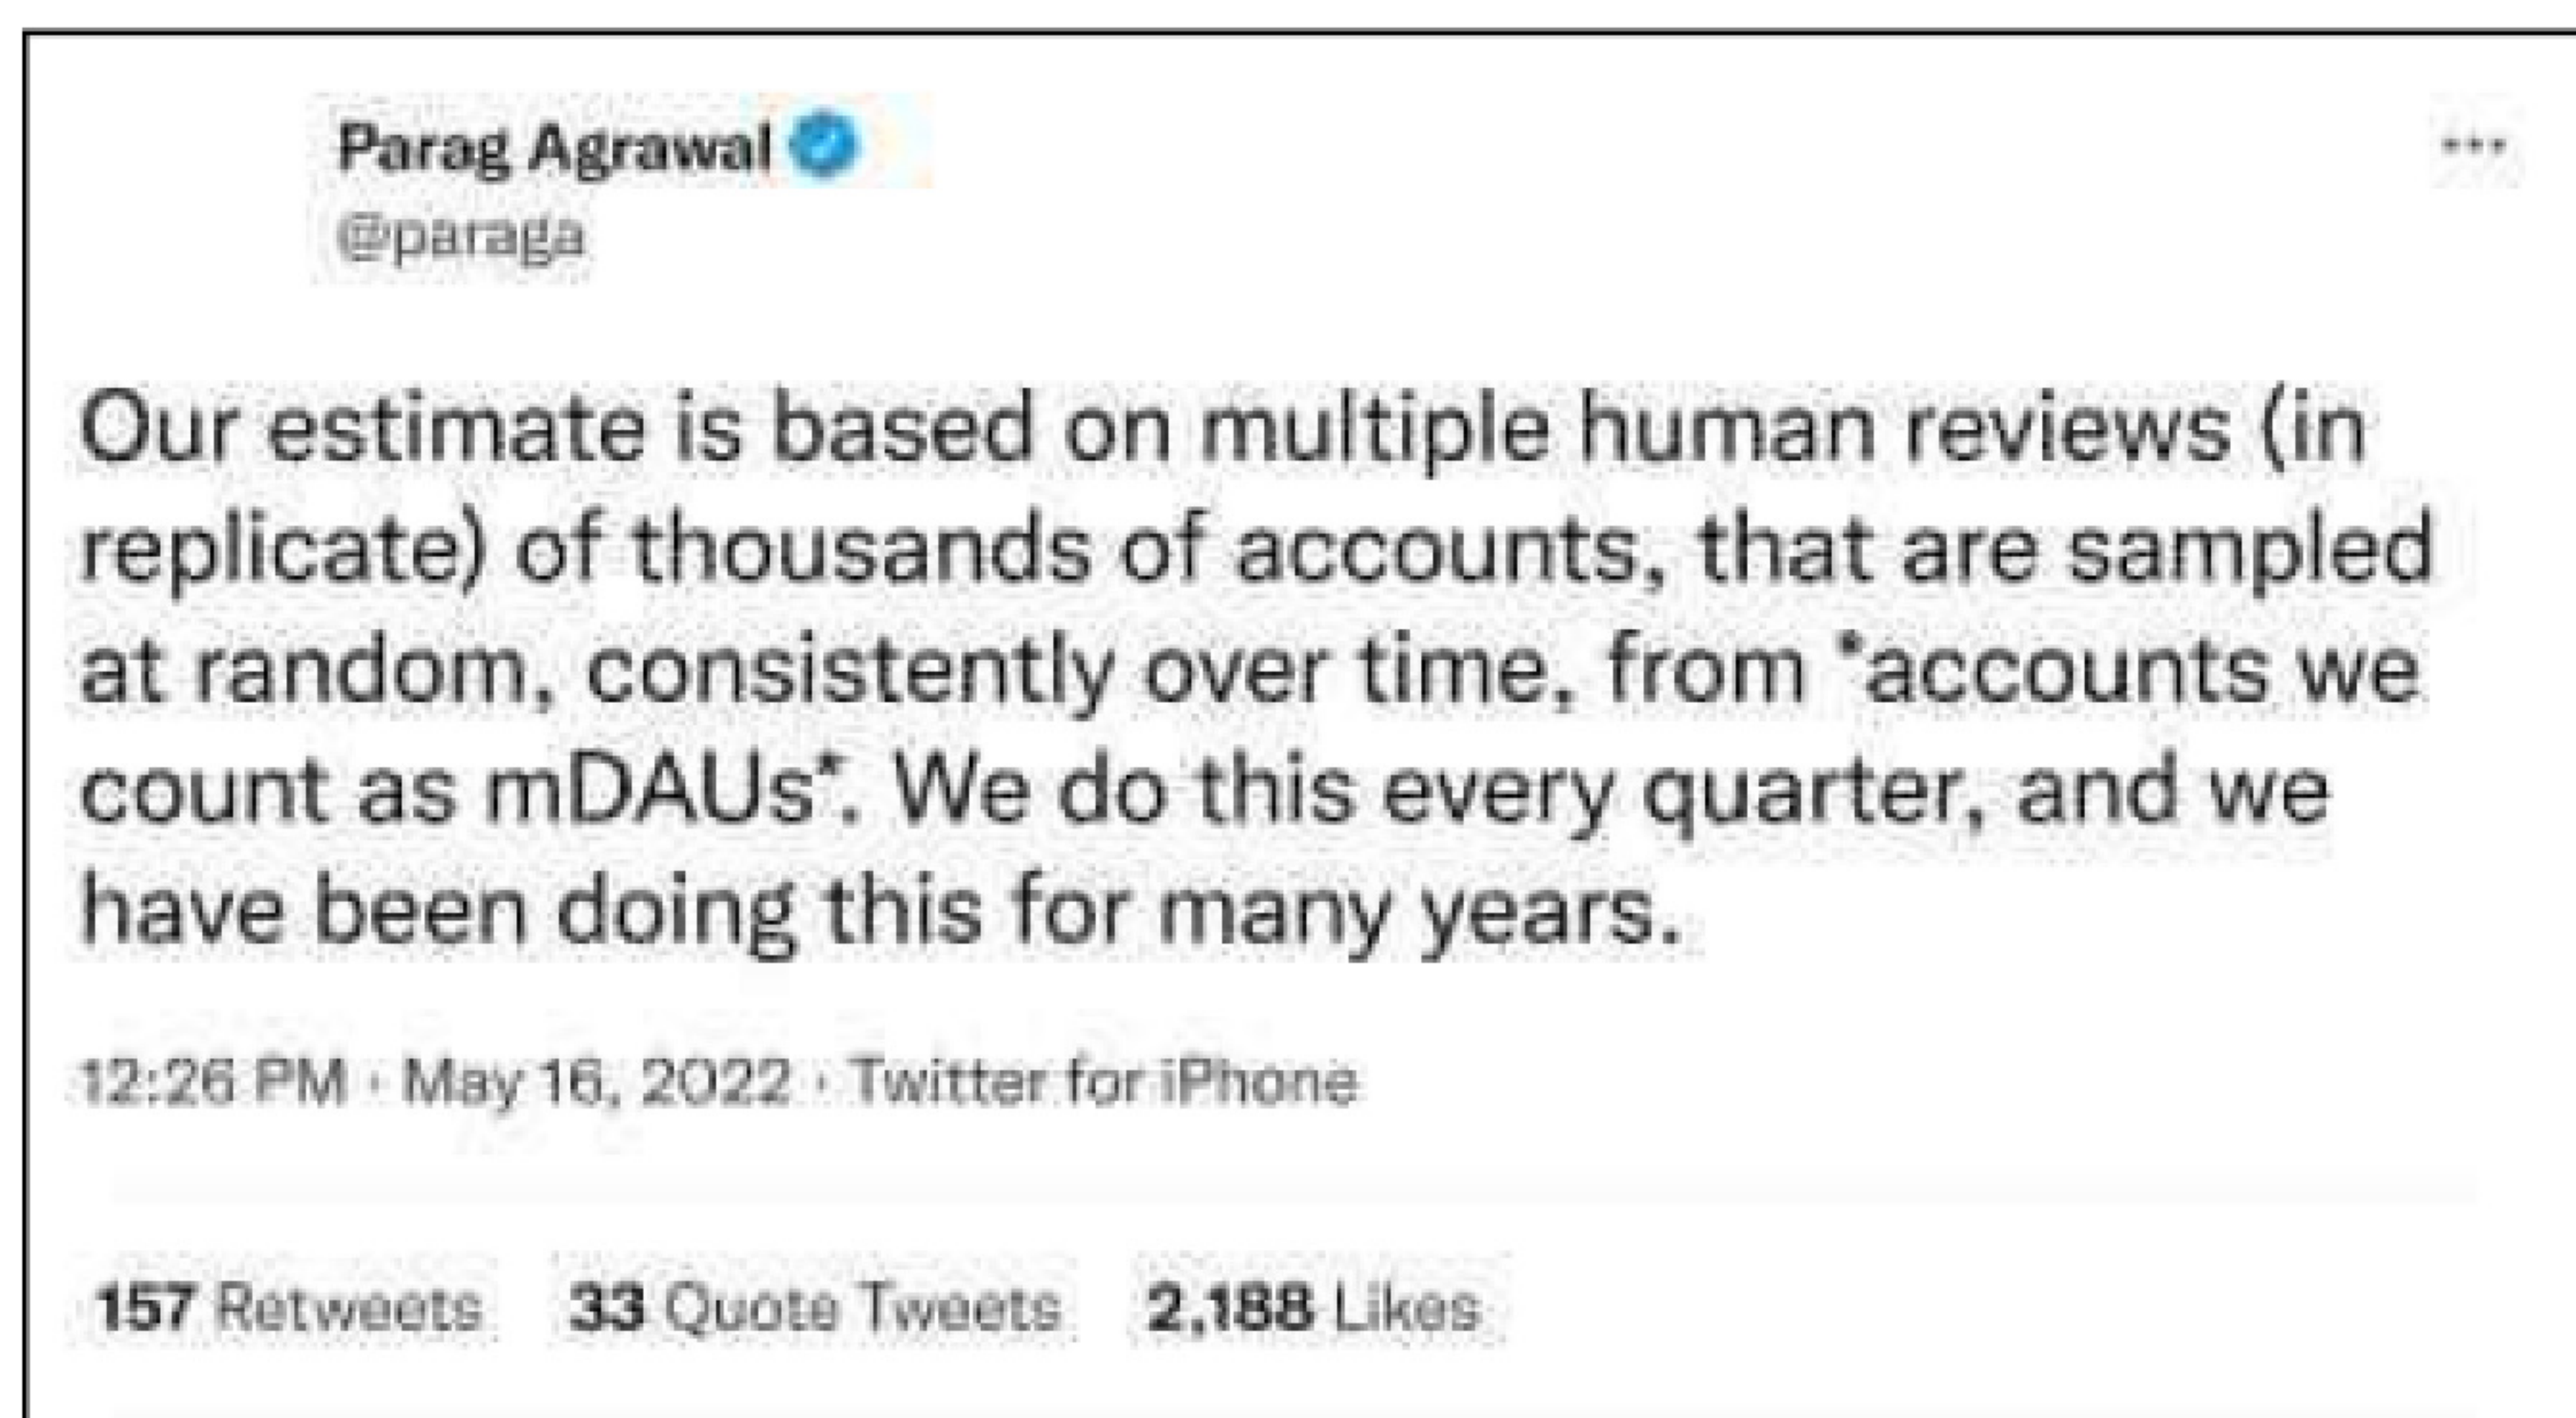 Parag Agrawal
@paraga
Our estimate is based on multiple human reviews (in
replicate) of thousands of accounts, that are sampled
at random, consistently over time, from *accounts we
count as mDAUs*. We do this every quarter, and we
have been doing this for many years.
12:26 PM · May 16, 2022 · Twitter for iPhone
157 Retweets 33 Quote Tweets 2,188 Likes